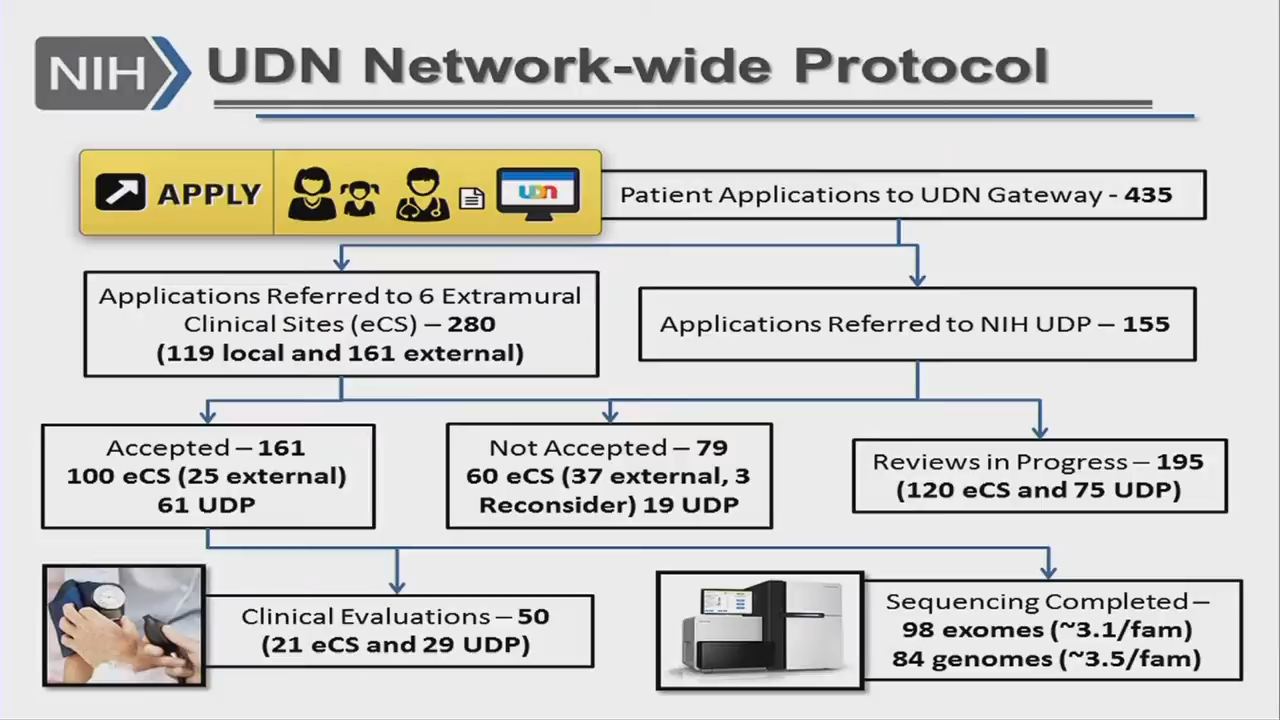 NIH
UDN Network-wide Protocol
APPLY
udn
Patient Applications to UDN Gateway - 435
Applications Referred to 6 Extramural
Clinical Sites (eCS) – 280
(119 local and 161 external)
Applications Referred to NIH UDP – 155
Accepted – 161
100 eCS (25 external)
61 UDP
Not Accepted – 79
60 eCS (37 external, 3
Reconsider) 19 UDP
Reviews in Progress – 195
(120 eCS and 75 UDP)
Clinical Evaluations – 50
(21 eCS and 29 UDP)
Sequencing Completed –
98 exomes (~3.1/fam)
84 genomes (~3.5/fam)